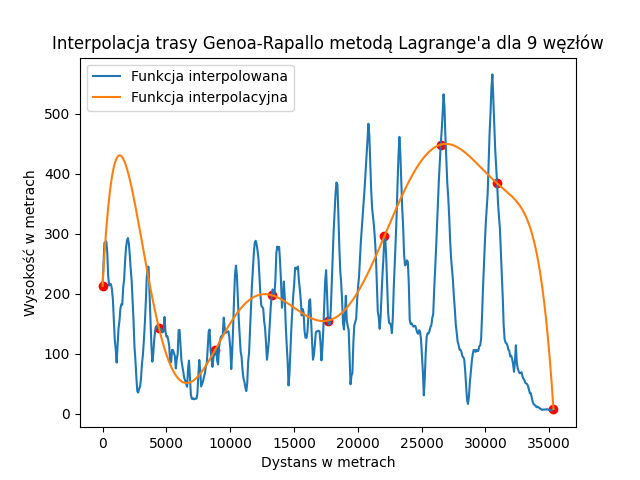 Interpolacja trasy Genoa-Rapallo metodą Lagrange'a dla 9 węzłów
Funkcja interpolowana
Funkcja interpolacyjna
Wysokość w metrach
500
400
300
200
100
0
0 5000 10000 15000 20000 25000 30000 35000
Dystans w metrach